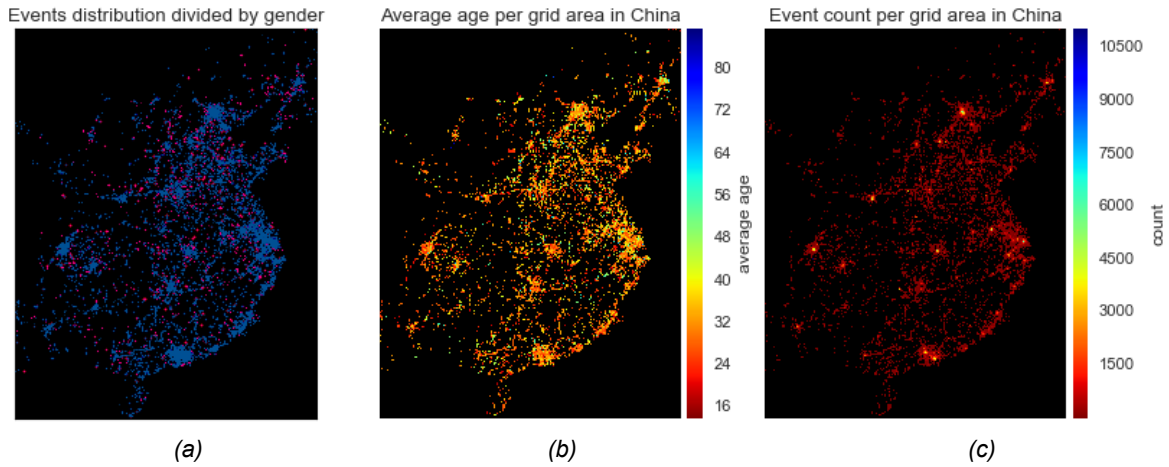 Events distribution divided by gender
(a)
Average age per grid area in China
80
72
64
56
48
40
32
24
16
average age
(b)
Event count per grid area in China
10500
9000
7500
6000
4500
3000
1500
count
(c)